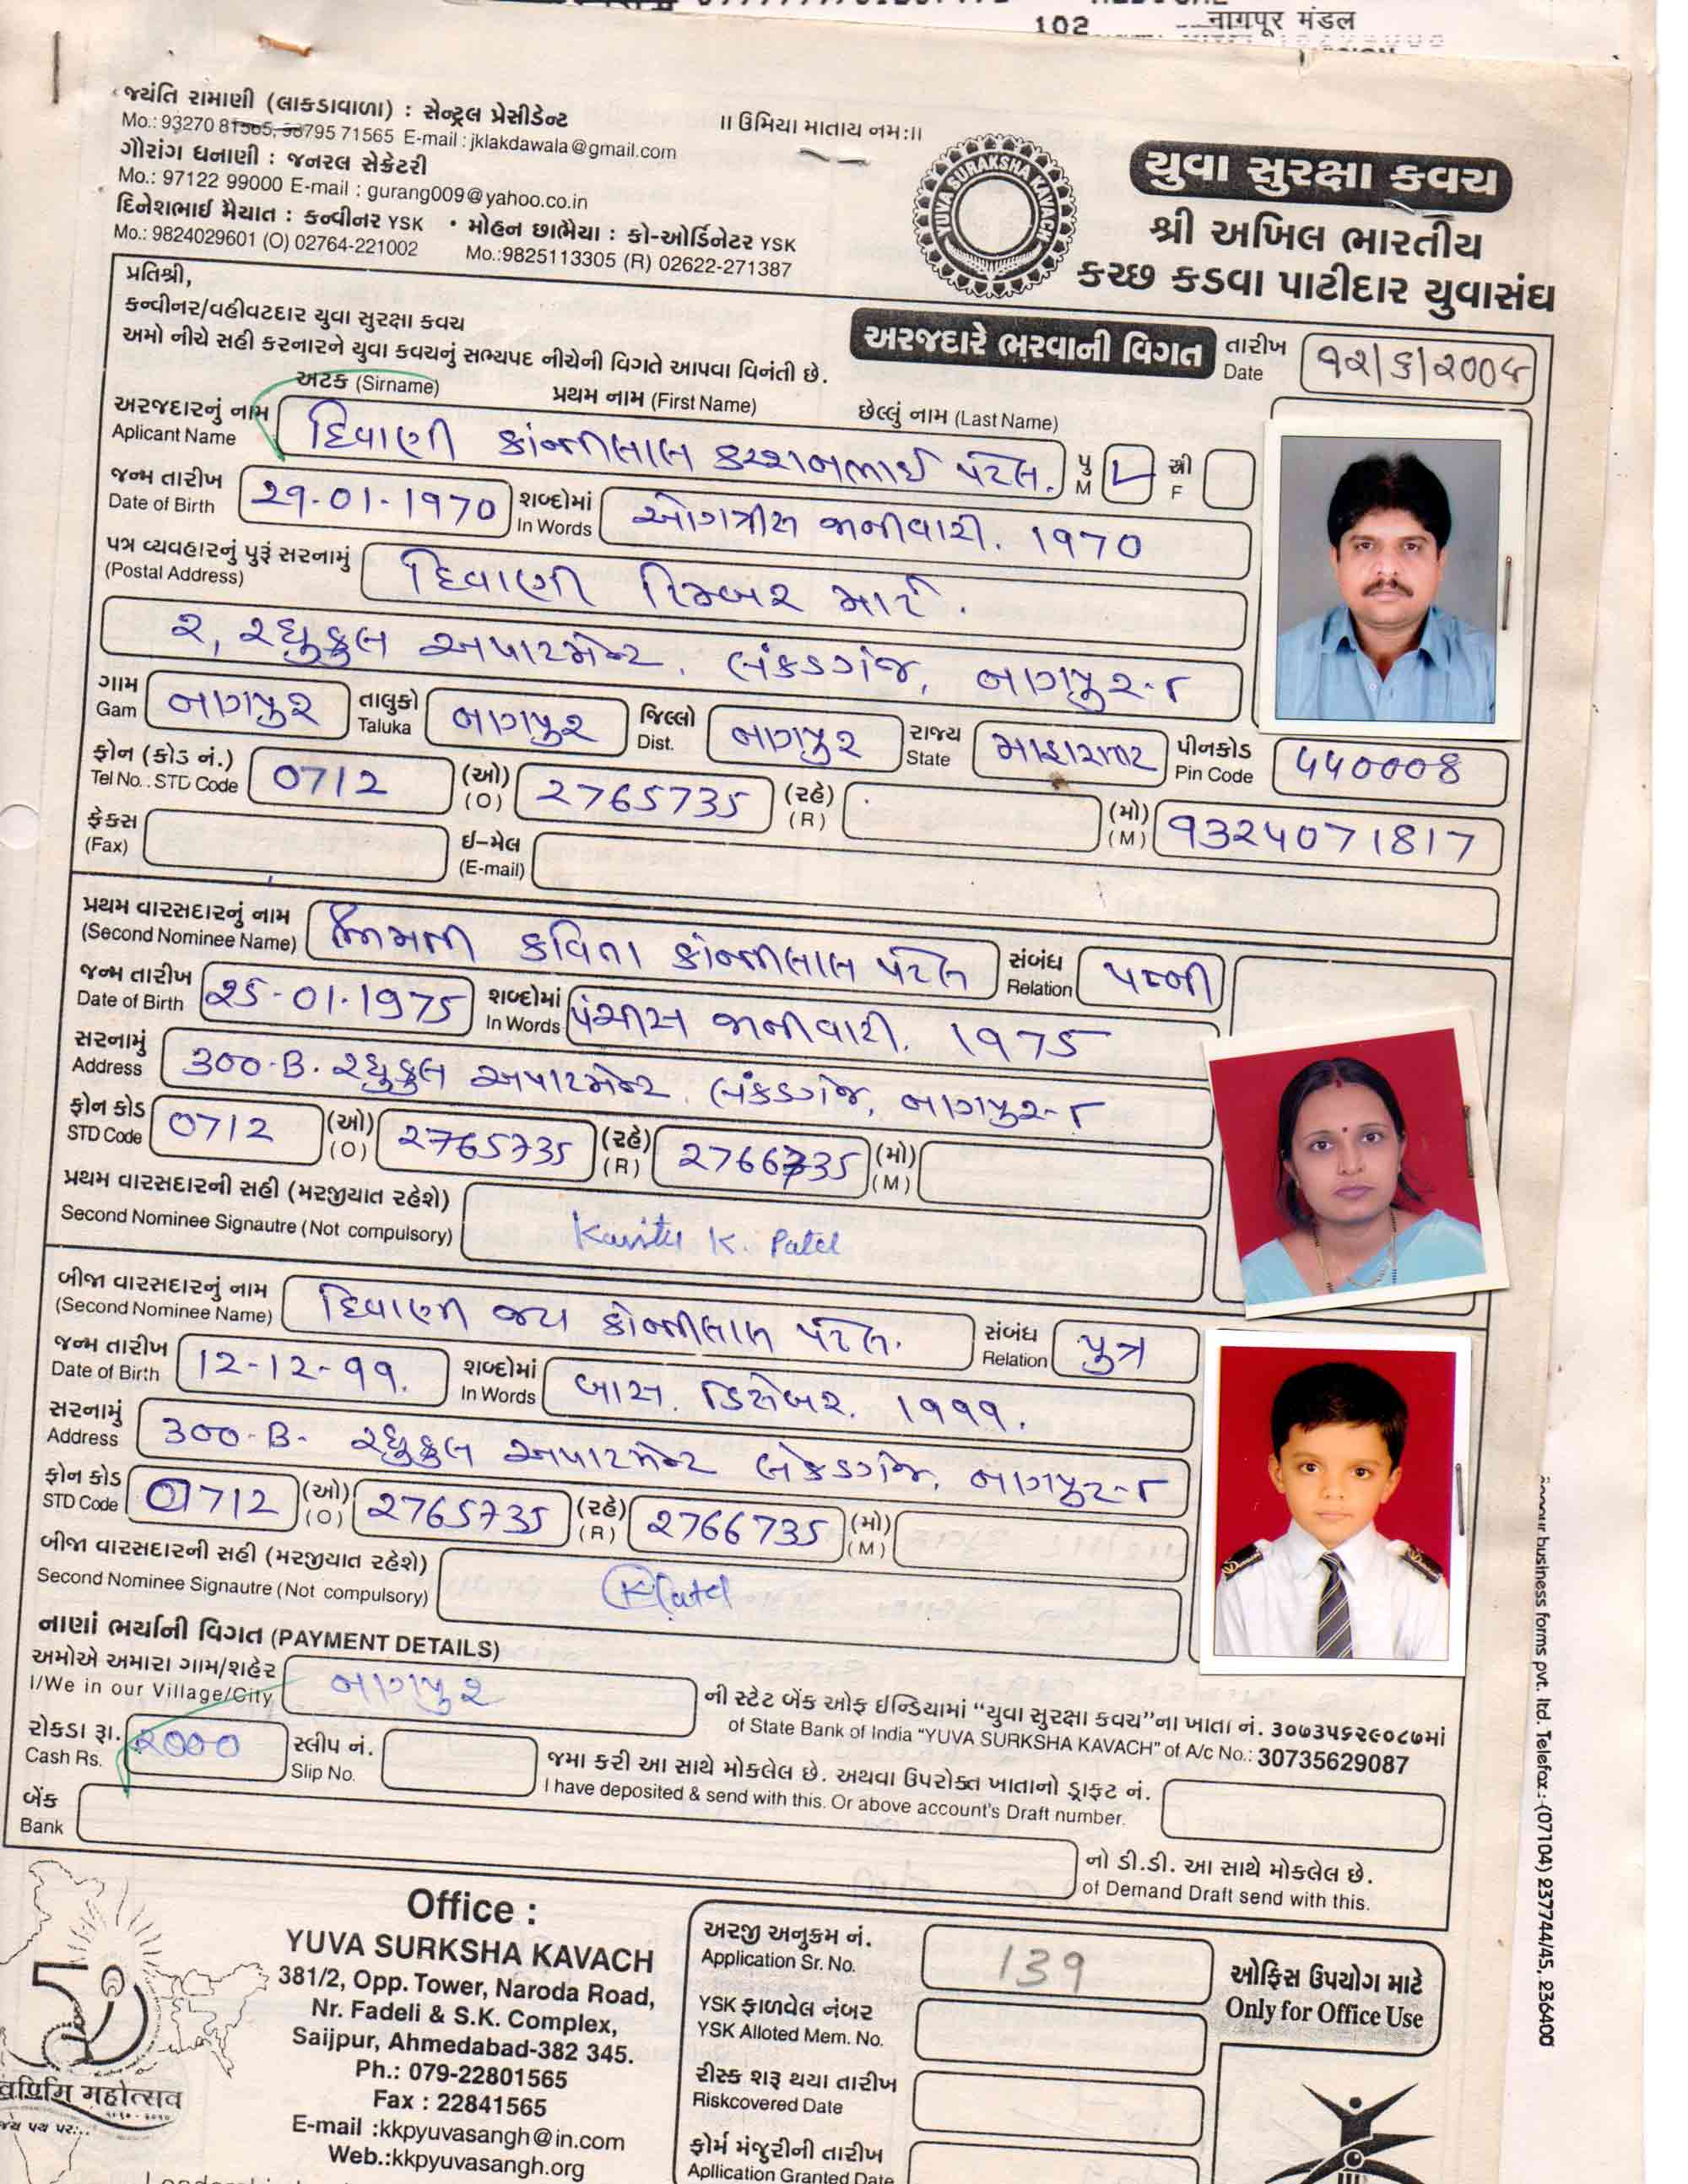 102
नागपूर मंडल
જયંતિ રામાણી (લાકડાવાળા) : સેન્ટ્રલ પ્રેસીડેન્ટ
Mo.: 93270 81565, 98795 71565 E-mail : jklakdawala@gmail.com
ગૌરાંગ ધનાણી : જનરલ સેક્રેટરી
Mo.: 97122 99000 E-mail : gurang009@yahoo.co.in
દિનેશભાઈ મૈયાત : કન્વીનર YSK • મોહન છાભૈયા : કો-ઓર્ડિનેટર YSK
Mo.: 9824029601 (O) 02764-221002 Mo.:9825113305 (R) 02622-271387
॥ ઉમિયા માતાય નમ:॥
YUVA SURAKSHA KAVACH
યુવા સુરક્ષા કવચ
શ્રી અખિલ ભારતીય
કચ્છ કડવા પાટીદાર યુવાસંઘ
પ્રતિશ્રી,
કન્વીનર/વહીવટદાર યુવા સુરક્ષા કવચ
અમો નીચે સહી કરનારને યુવા કવચનું સભ્યપદ નીચેની વિગતે આપવા વિનંતી છે.
અરજદારે ભરવાની વિગત
તારીખ
Date
અટક (Sirname) પ્રથમ નામ (First Name) છેલ્લું નામ (Last Name)
અરજદારનું નામ દિવાણી કાંન્તીલાલ કરશનભાઈ પટેલ. પુ સ્ત્રી
Aplicant Name M F
જન્મ તારીખ 29-01-1970 શબ્દોમાં ઓગત્રીસ જાનીવારી. 1970
Date of Birth In Words
પત્ર વ્યવહારનું પુરૂં સરનામું દિવાણી ટિમ્બર માર્ટ.
(Postal Address)
૨, રઘુકુલ અપાટમેન્ટ, લકડગંજ, નાગપુર-૮
ગામ નાગપુર તાલુકો નાગપુર જિલ્લો નાગપુર રાજ્ય પીનકોડ 440008
Gam Taluka Dist. State Pin Code
ફોન (કોડ નં.) 0712 (ઓ) 2765735 (રહે) (મો) 9324071817
Tel No. . STD Code (O) (R) (M)
ફેક્સ ઈ-મેલ
(Fax) (E-mail)
પ્રથમ વારસદારનું નામ શ્રીમતી કવિતા કાંન્તીલાલ પટેલ સંબંધ પત્ની
(Second Nominee Name) Relation
જન્મ તારીખ 25-01-1975 શબ્દોમાં પંચીસ જાનીવારી. 1975
Date of Birth In Words
સરનામું 300-B. રઘુકુલ અપાટમેન્ટ, લકડગંજ, નાગપુર-૮
Address
ફોન કોડ 0712 (ઓ) 2765735 (રહે) 2766735 (મો)
STD Code (O) (R) (M)
પ્રથમ વારસદારની સહી (મરજીયાત રહેશે)
Second Nominee Signautre (Not compulsory) Kavita K. Patel
બીજા વારસદારનું નામ દિવાણી જય કાંન્તીલાલ પટેલ. સંબંધ પુત્ર
(Second Nominee Name) Relation
જન્મ તારીખ 12-12-99. શબ્દોમાં બારા. ડિસેંબર. 1999.
Date of Birth In Words
સરનામું 300-B- રઘુકુલ અપાટમેન્ટ લકડગંજ, નાગપુર-૮
Address
ફોન કોડ 0712 (ઓ) 2765735 (રહે) 2766735 (મો)
STD Code (O) (R) (M)
બીજા વારસદારની સહી (મરજીયાત રહેશે)
Second Nominee Signautre (Not compulsory) KPatel
નાણાં ભર્યાની વિગત (PAYMENT DETAILS)
અમોએ અમારા ગામ/શહેર નાગપુર ની સ્ટેટ બેંક ઓફ ઈન્ડિયામાં “યુવા સુરક્ષા કવચ”ના ખાતા નં. ૩૦૭૩૫૬૨૯૦૮૭માં
I/We in our Village/City of State Bank of India "YUVA SURKSHA KAVACH" of A/c No.: 30735629087
રોકડા રૂા. 2000 સ્લીપ નં. જમા કરી આ સાથે મોકલેલ છે. અથવા ઉપરોક્ત ખાતાનો ડ્રાફ્ટ નં.
Cash Rs. Slip No. I have deposited & send with this. Or above account's Draft number.
બેંક નો ડી.ડી. આ સાથે મોકલેલ છે.
Bank of Demand Draft send with this.
Office :
YUVA SURKSHA KAVACH
381/2, Opp. Tower, Naroda Road,
Nr. Fadeli & S.K. Complex,
Saijpur, Ahmedabad-382 345.
Ph.: 079-22801565
Fax : 22841565
E-mail :kkpyuvasangh@in.com
Web.:kkpyuvasangh.org
અરજી અનુક્રમ નં. 139
Application Sr. No.
YSK ફાળવેલ નંબર
YSK Alloted Mem. No.
રીસ્ક શરૂ થયા તારીખ
Riskcovered Date
ફોર્મ મંજુરીની તારીખ
Apllication Granted Date
ઓફિસ ઉપયોગ માટે
Only for Office Use
50
महोत्सव
business forms pvt. ltd. Telefax : (07104) 237744/45, 236400